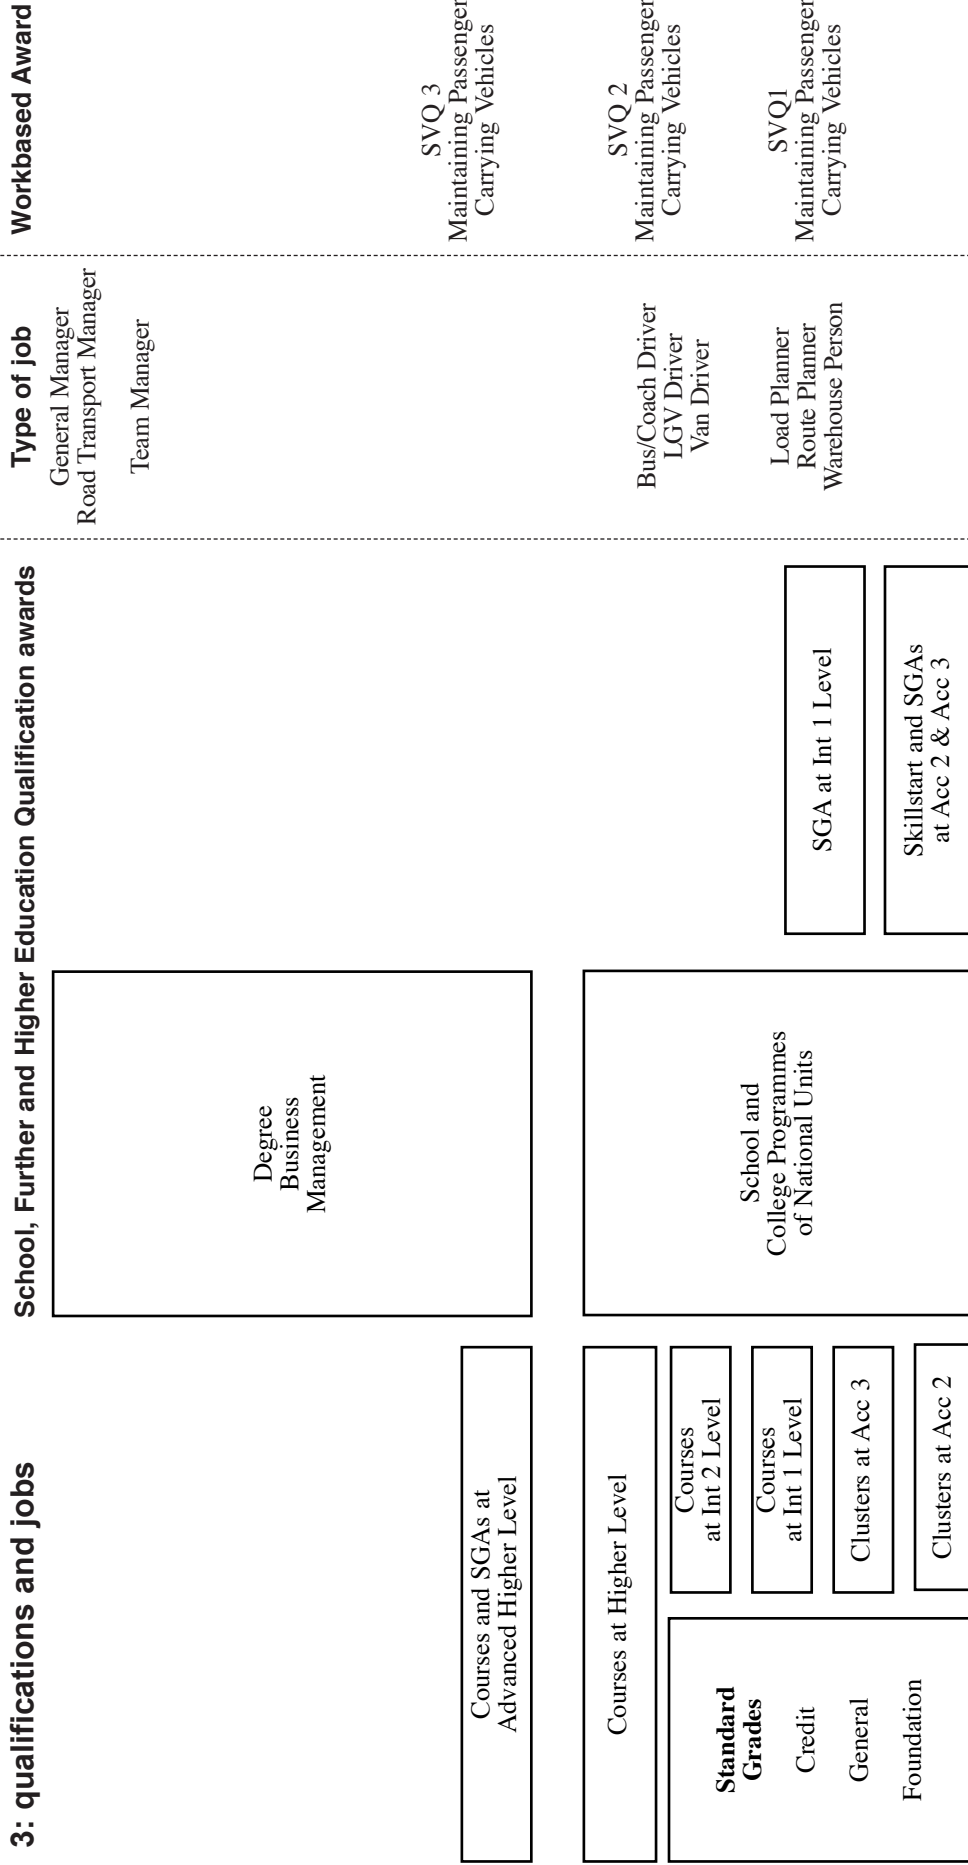 3: qualifications and jobs
School, Further and Higher Education Qualification awards
Type of job
Workbased Award
General Manager
Road Transport Manager
Team Manager
Degree
Business
Management
Courses and SGAs at
Advanced Higher Level
SVQ 3
Maintaining Passenger
Carrying Vehicles
Courses at Higher Level
Bus/Coach Driver
LGV Driver
Van Driver
SVQ 2
Maintaining Passenger
Carrying Vehicles
Standard
Grades
Credit
General
Foundation
Courses
at Int 2 Level
Courses
at Int 1 Level
Clusters at Acc 3
Clusters at Acc 2
School and
College Programmes
of National Units
SGA at Int 1 Level
Skillstart and SGAs
at Acc 2 & Acc 3
Load Planner
Route Planner
Warehouse Person
SVQ1
Maintaining Passenger
Carrying Vehicles